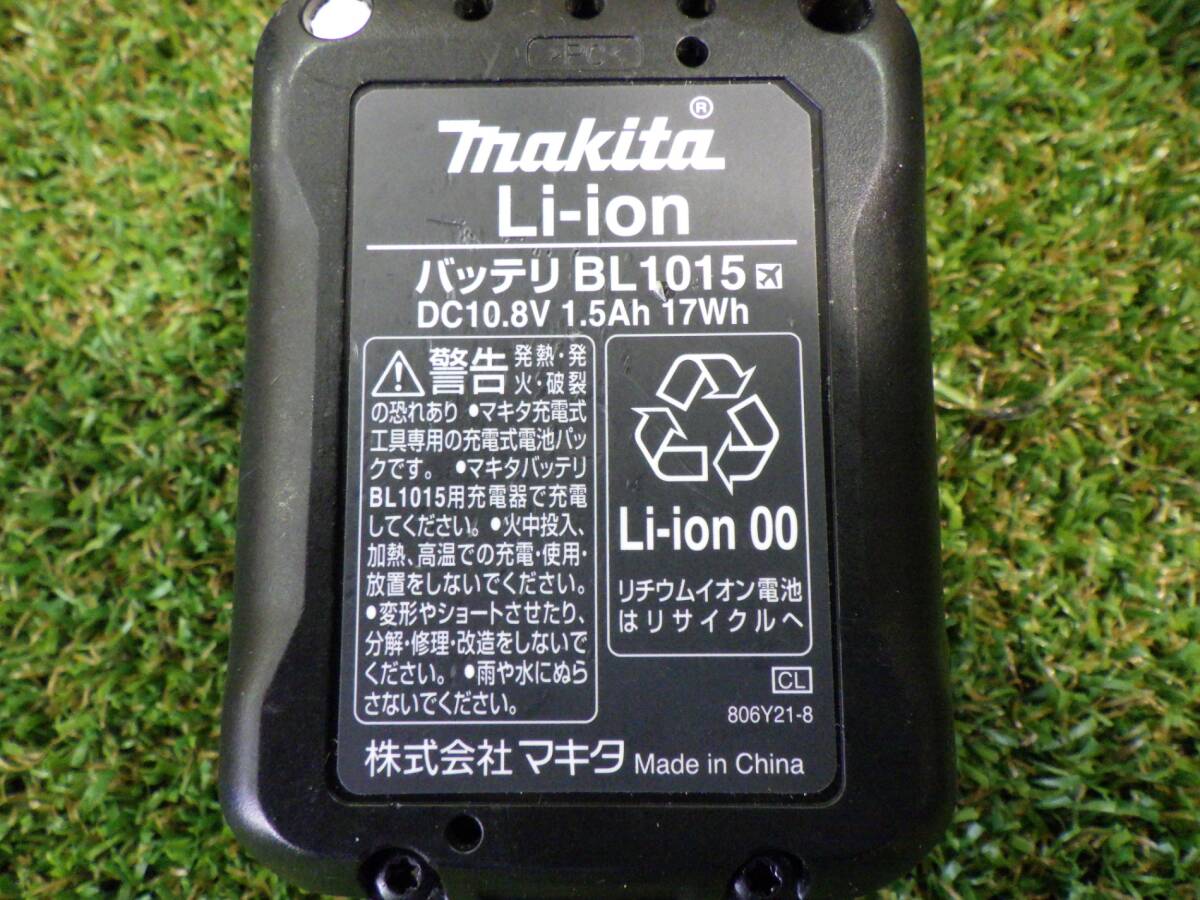 >PC<
makita®
Li-ion
バッテリ BL1015
DC10.8V 1.5Ah 17Wh
警告 発熱・発
火・破裂
の恐れあり ●マキタ充電式
工具専用の充電式電池パッ
クです。 ●マキタバッテリ
BL1015用充電器で充電
してください。●火中投入、
加熱、高温での充電・使用・
放置をしないでください。
●変形やショートさせたり、
分解・修理・改造をしないで
ください。 ●雨や水にぬら
さないでください。
Li-ion 00
リチウムイオン電池
はリサイクルへ
CL
806Y21-8
株式会社 マキタ Made in China